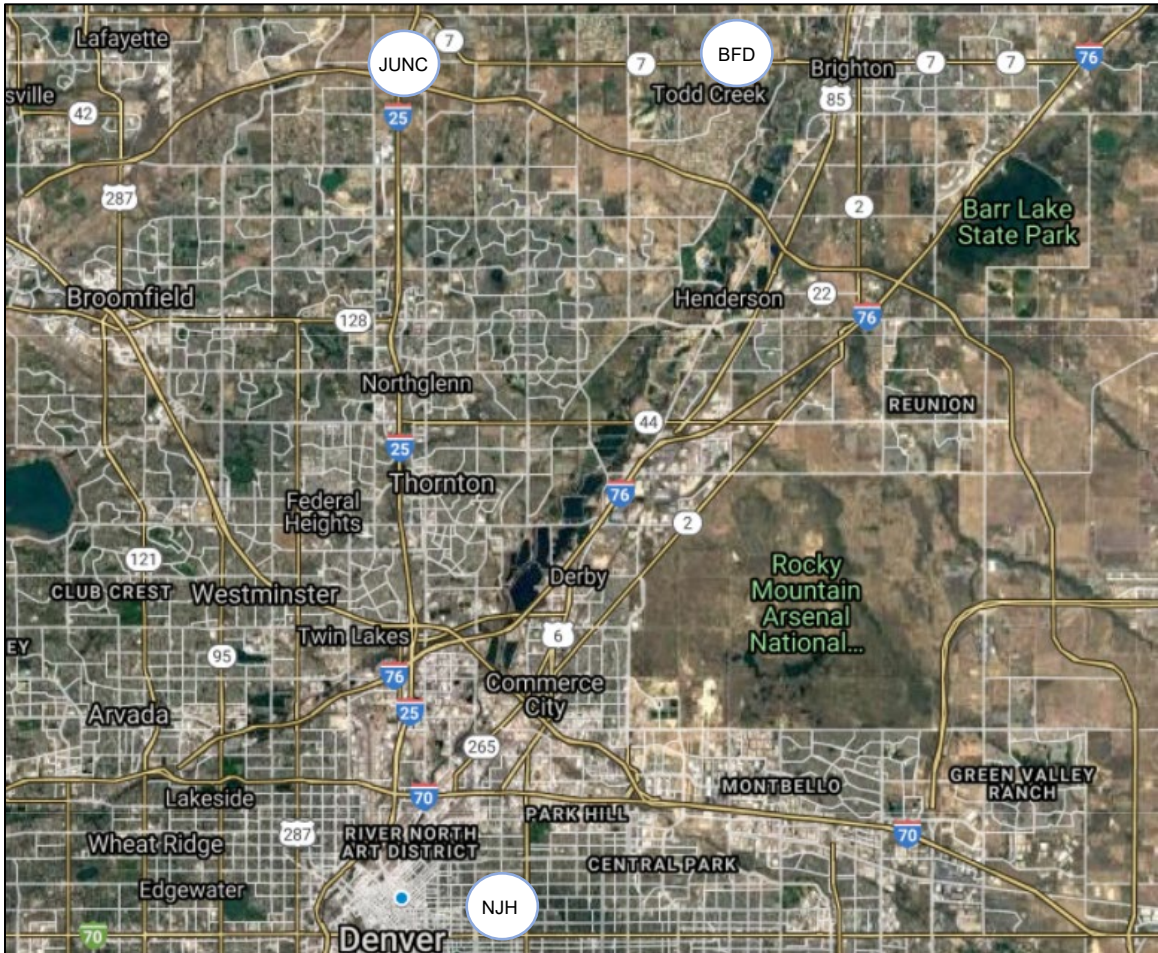 Lafayette
7
JUNC
BFD
7
7
7
76
sville
Todd Creek
Brighton
42
25
85
287
2
Barr Lake
State Park
Broomfield
Henderson
22
128
76
Northglenn
REUNION
44
25
Thornton
76
Federal
Heights
2
121
Rocky
Mountain
Arsenal
National...
CLUB CREST
Westminster
Derby
Twin Lakes
6
EY
95
76
Commerce
City
25
Arvada
265
MONTBELLO
GREEN VALLEY
RANCH
Lakeside
70
PARK HILL
287
RIVER NORTH
ART DISTRICT
70
Wheat Ridge
CENTRAL PARK
Edgewater
NJH
70
Denver